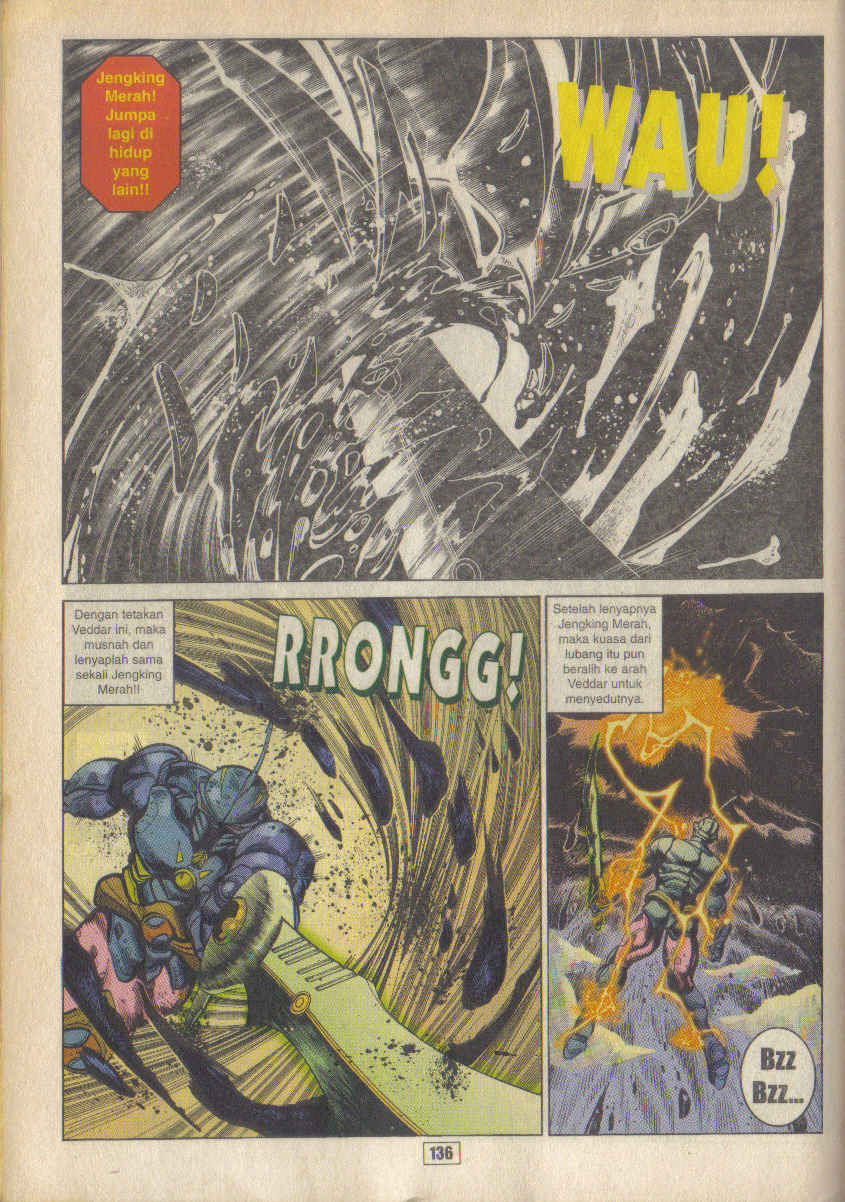 Jengking
Merah!
Jumpa
lagi di
hidup
yang
lain!!
WAU!
Dengan tetakan
Veddar ini, maka
musnah dan
lenyaplah sama
sekali Jengking
Merah!!
RRONGG!
Setelah lenyapnya
Jengking Merah,
maka kuasa dari
lubang itu pun
beralih ke arah
Veddar untuk
menyedutnya.
Bzz
Bzz...
136